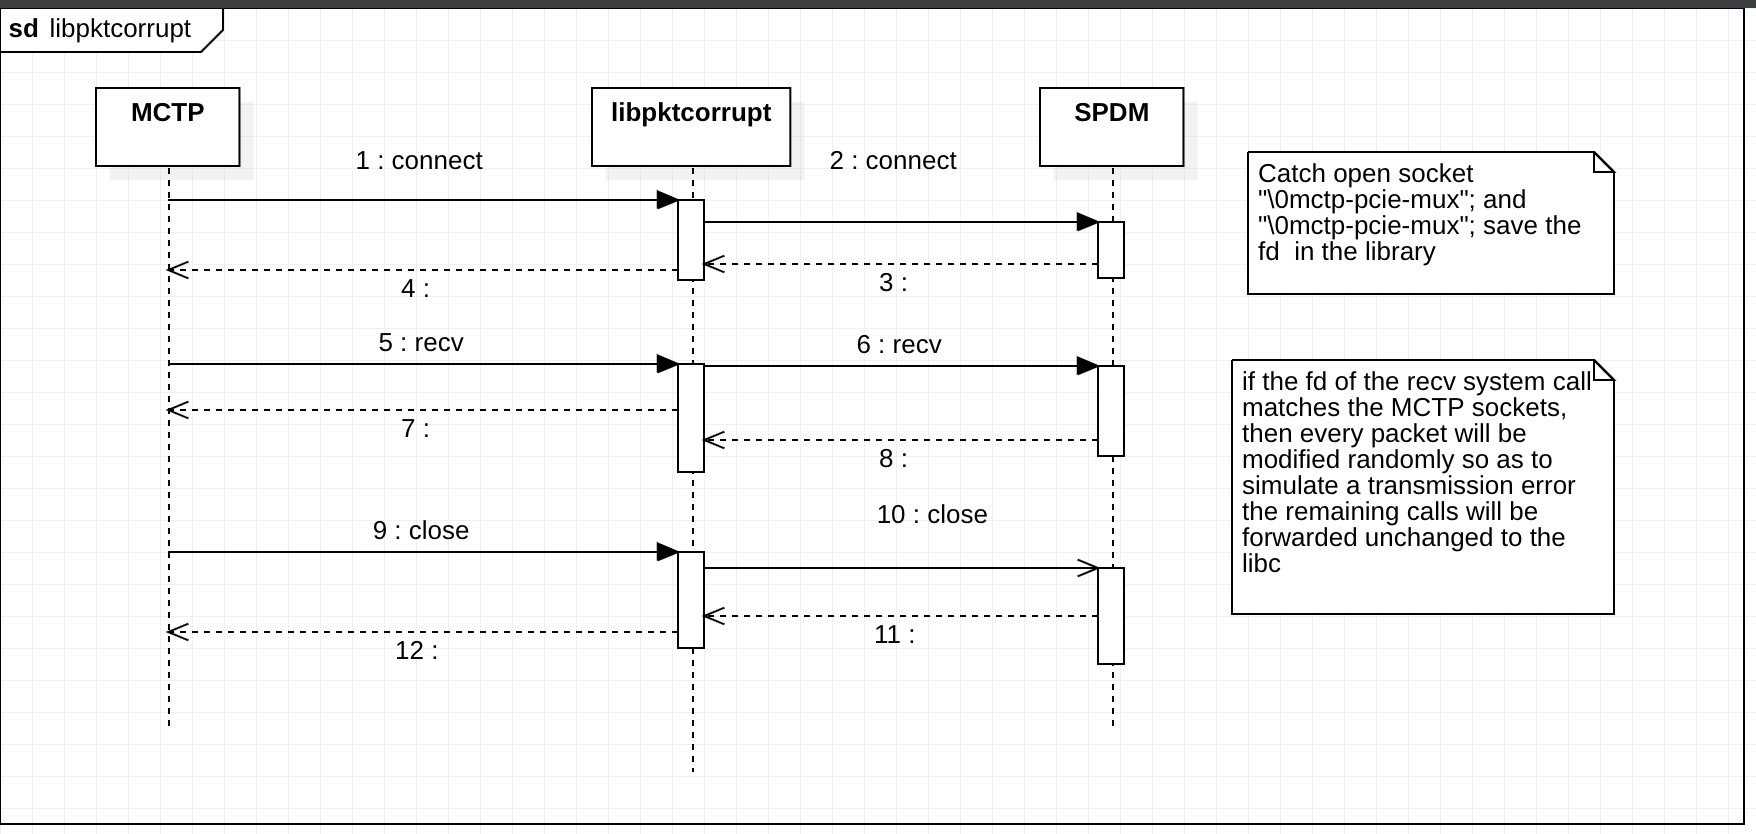 sd libpktcorrupt
MCTP
libpktcorrupt
SPDM
1 : connect
2 : connect
3 :
4 :
5 : recv
6 : recv
7 :
8 :
9 : close
10 : close
11 :
12 :
Catch open socket
"\0mctp-pcie-mux"; and
"\0mctp-pcie-mux"; save the
fd  in the library
if the fd of the recv system call
matches the MCTP sockets,
then every packet will be
modified randomly so as to
simulate a transmission error
the remaining calls will be
forwarded unchanged to the
libc